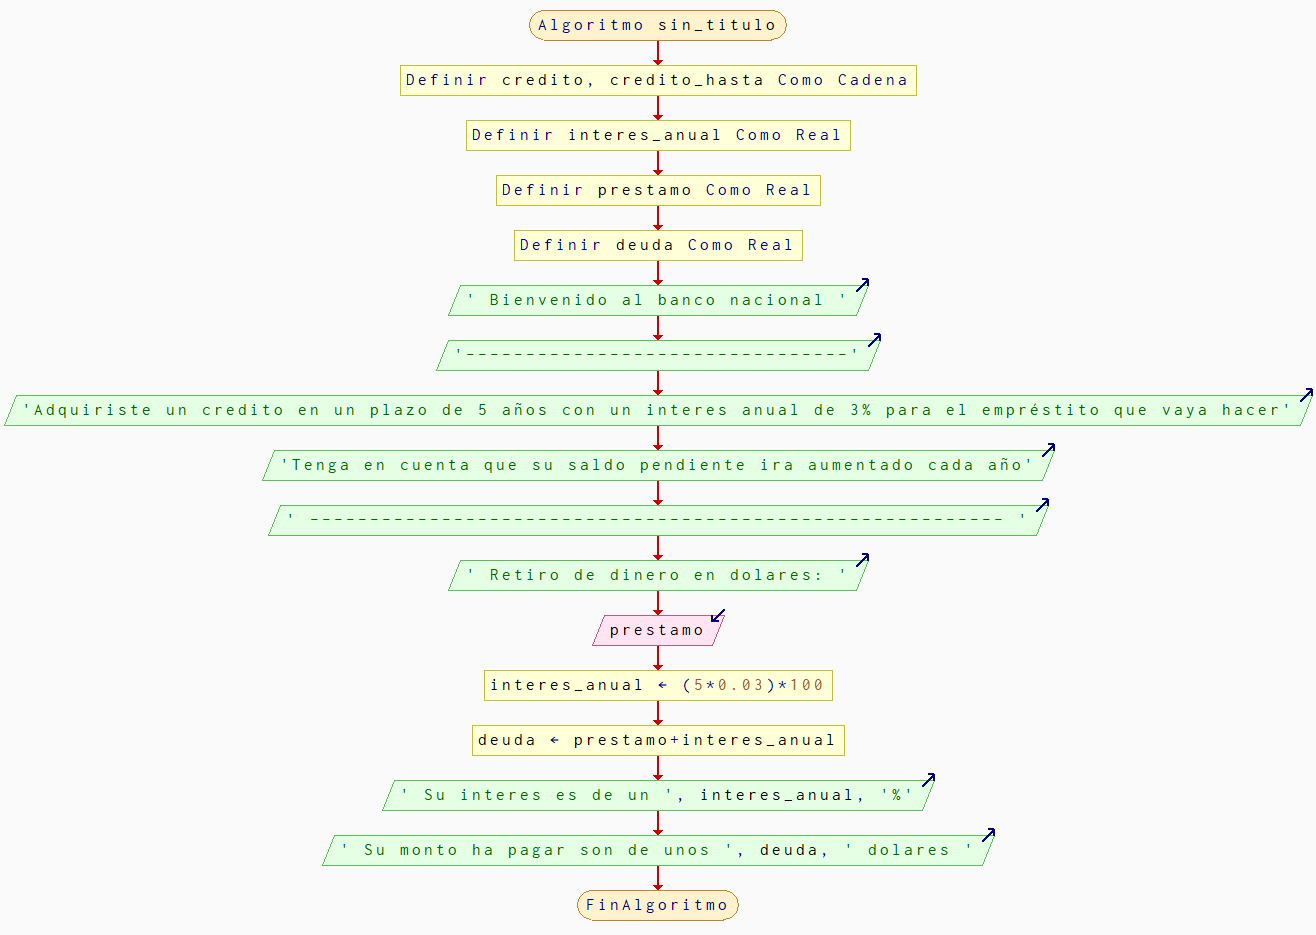 Algoritmo sin_titulo
Definir credito, credito_hasta Como Cadena
Definir interes_anual Como Real
Definir prestamo Como Real
Definir deuda Como Real
' Bienvenido al banco nacional '
'--------------------------------'
'Adquiriste un credito en un plazo de 5 años con un interes anual de 3% para el empréstito que vaya hacer'
'Tenga en cuenta que su saldo pendiente ira aumentado cada año'
' ---------------------------------------------------------- '
' Retiro de dinero en dolares: '
prestamo
interes_anual ← (5*0.03)*100
deuda ← prestamo+interes_anual
' Su interes es de un ', interes_anual, '%'
' Su monto ha pagar son de unos ', deuda, ' dolares '
FinAlgoritmo